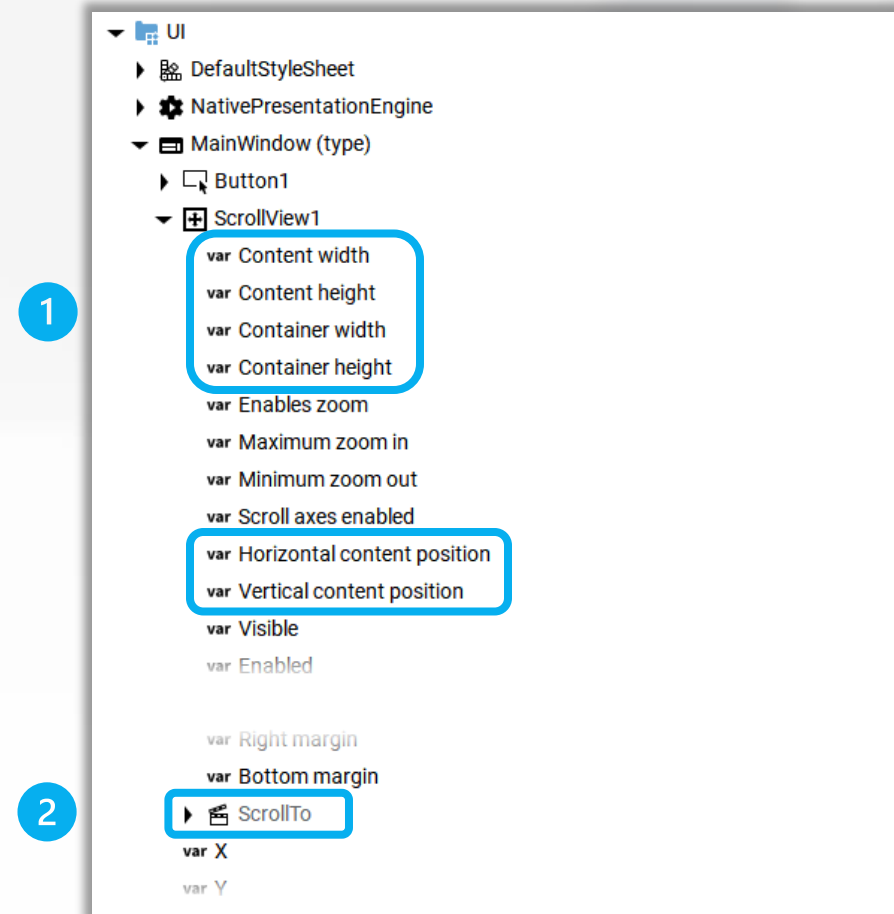 UI
DefaultStyleSheet
NativePresentationEngine
MainWindow (type)
Button1
ScrollView1
var Content width
var Content height
1
var Container width
var Container height
var Enables zoom
var Maximum zoom in
var Minimum zoom out
var Scroll axes enabled
var Horizontal content position
var Vertical content position
var Visible
var Enabled
var Right margin
var Bottom margin
2
ScrollTo
var X
var Y